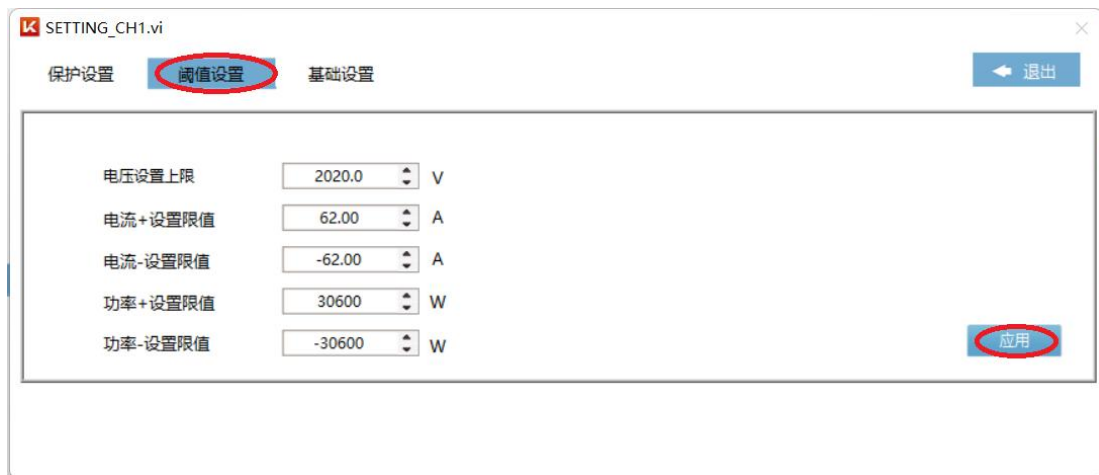 SETTING_CH1.vi
保护设置 阈值设置 基础设置 退出
电压设置上限 2020.0 V
电流+设置限值 62.00 A
电流-设置限值 -62.00 A
功率+设置限值 30600 W
功率-设置限值 -30600 W
应用